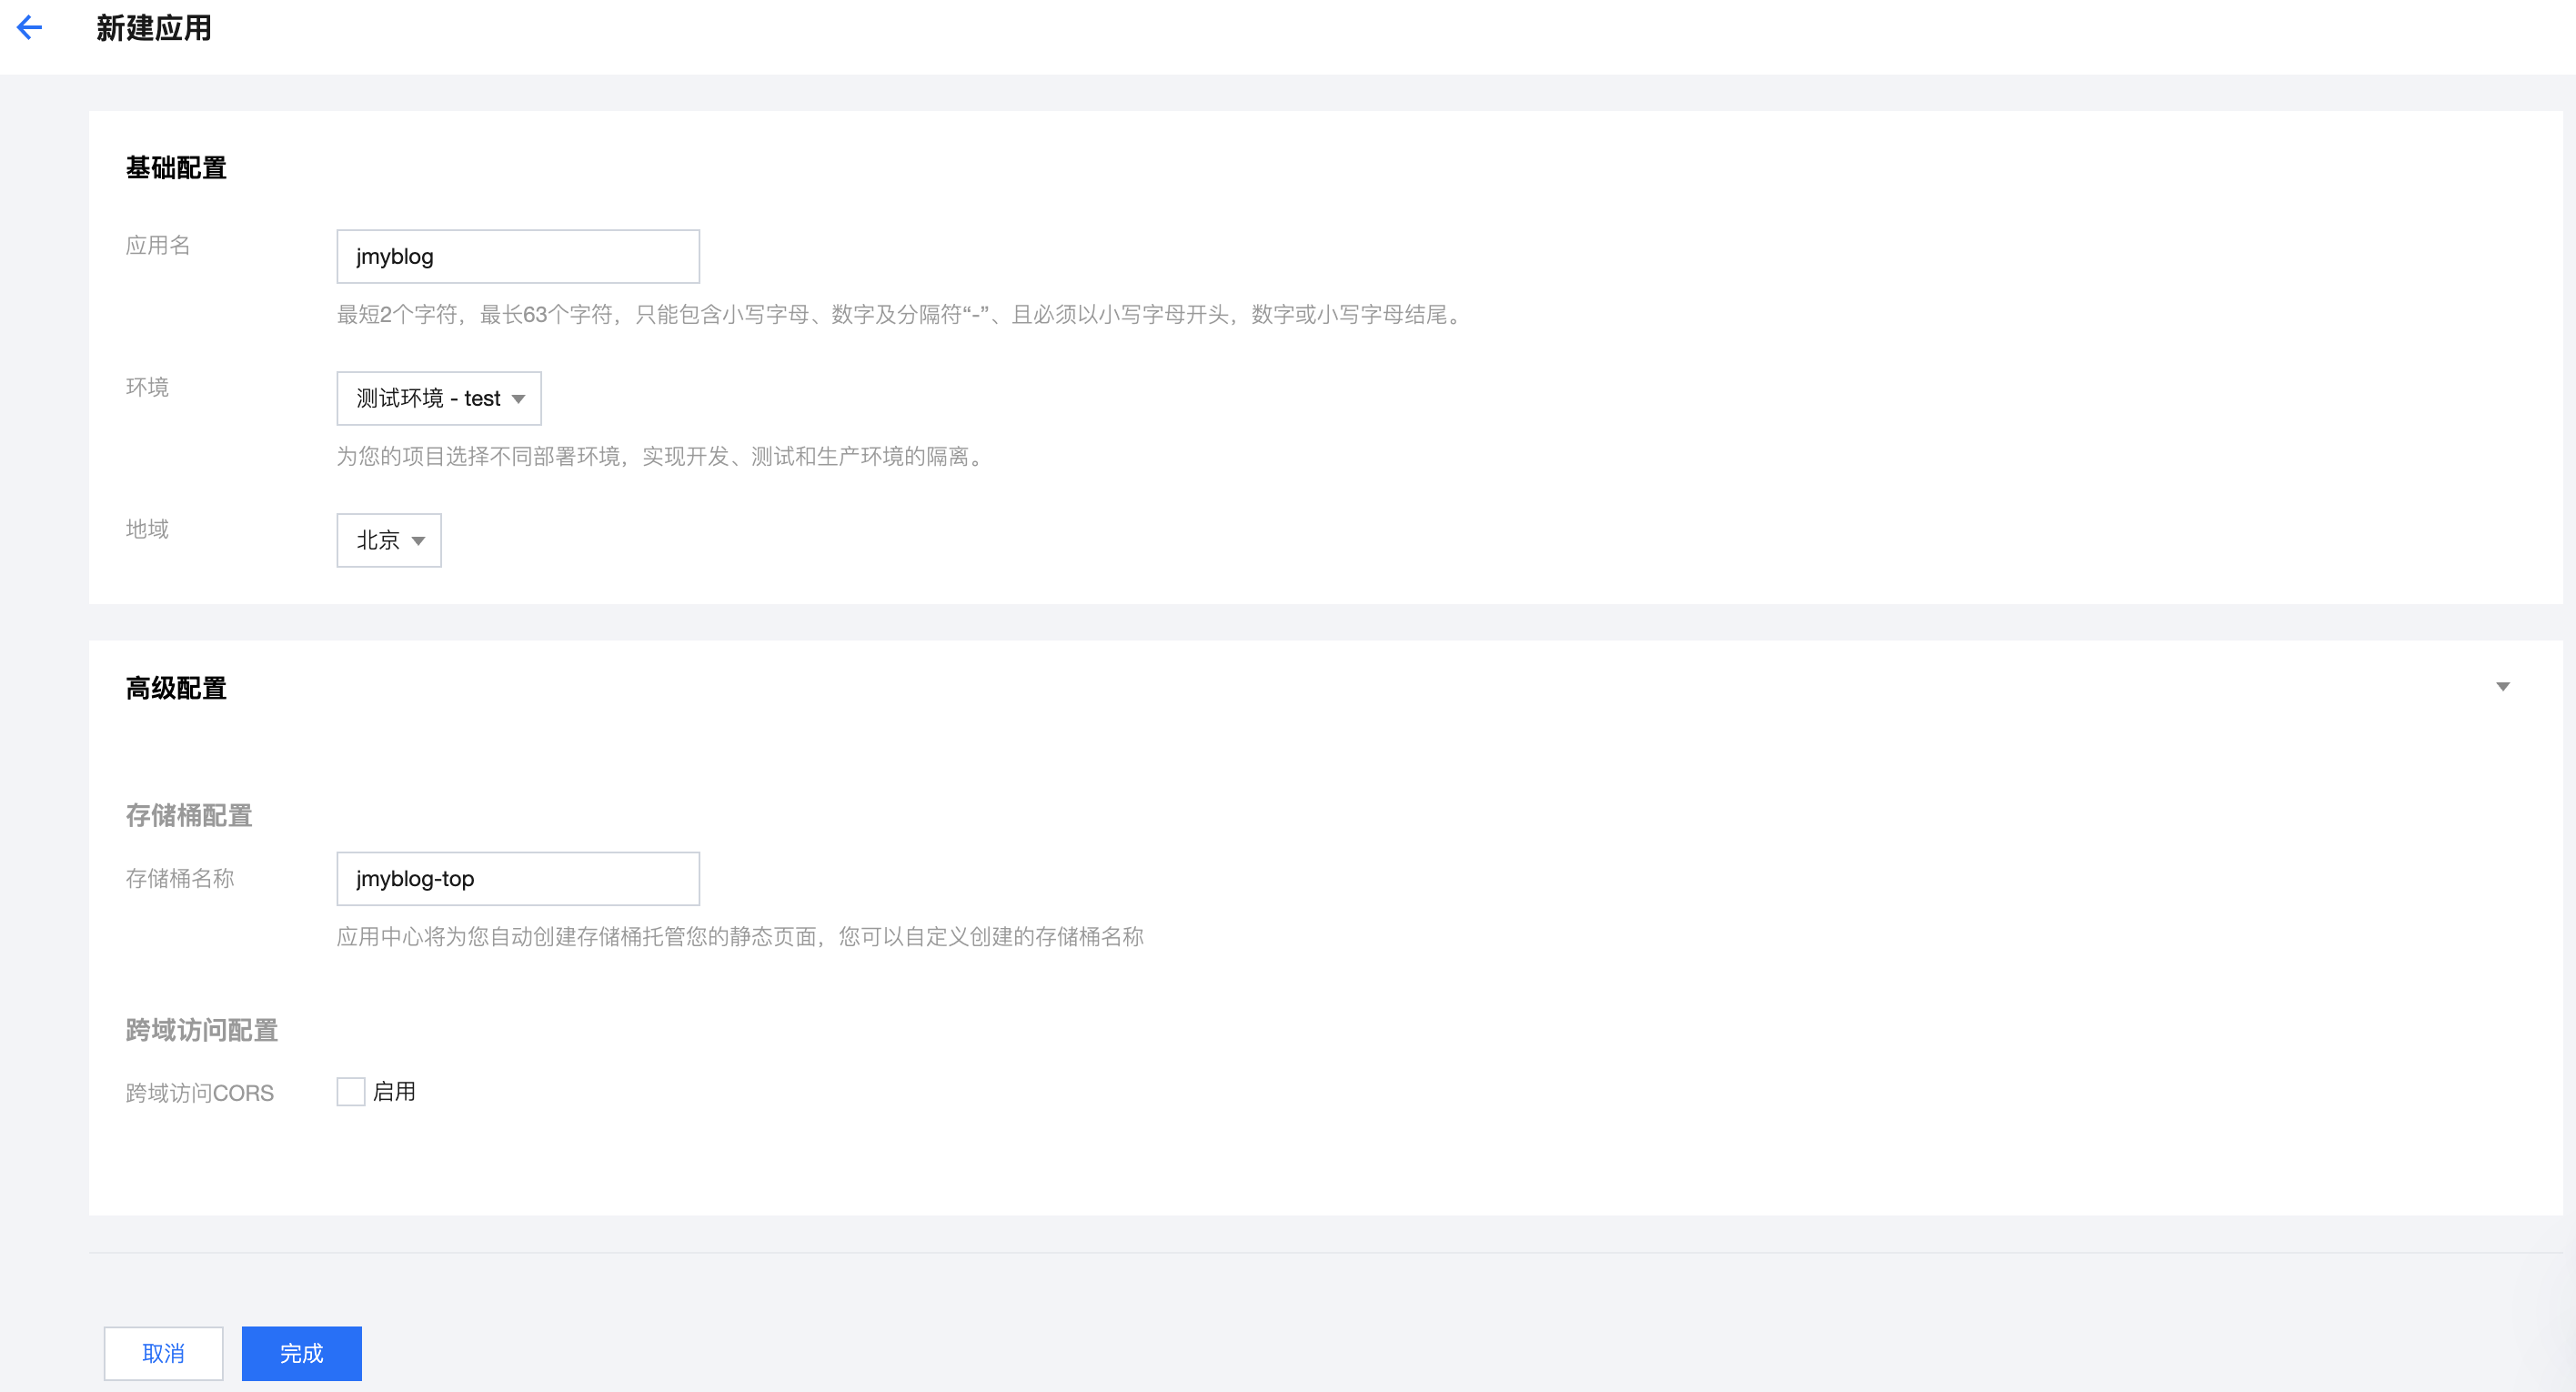 新建应用
基础配置
应用名
jmyblog
最短2个字符，最长63个字符，只能包含小写字母、数字及分隔符“-”、且必须以小写字母开头，数字或小写字母结尾。
环境
测试环境 - test
为您的项目选择不同部署环境，实现开发、测试和生产环境的隔离。
地域
北京
高级配置
存储桶配置
存储桶名称
jmyblog-top
应用中心将为您自动创建存储桶托管您的静态页面，您可以自定义创建的存储桶名称
跨域访问配置
跨域访问CORS
启用
取消
完成